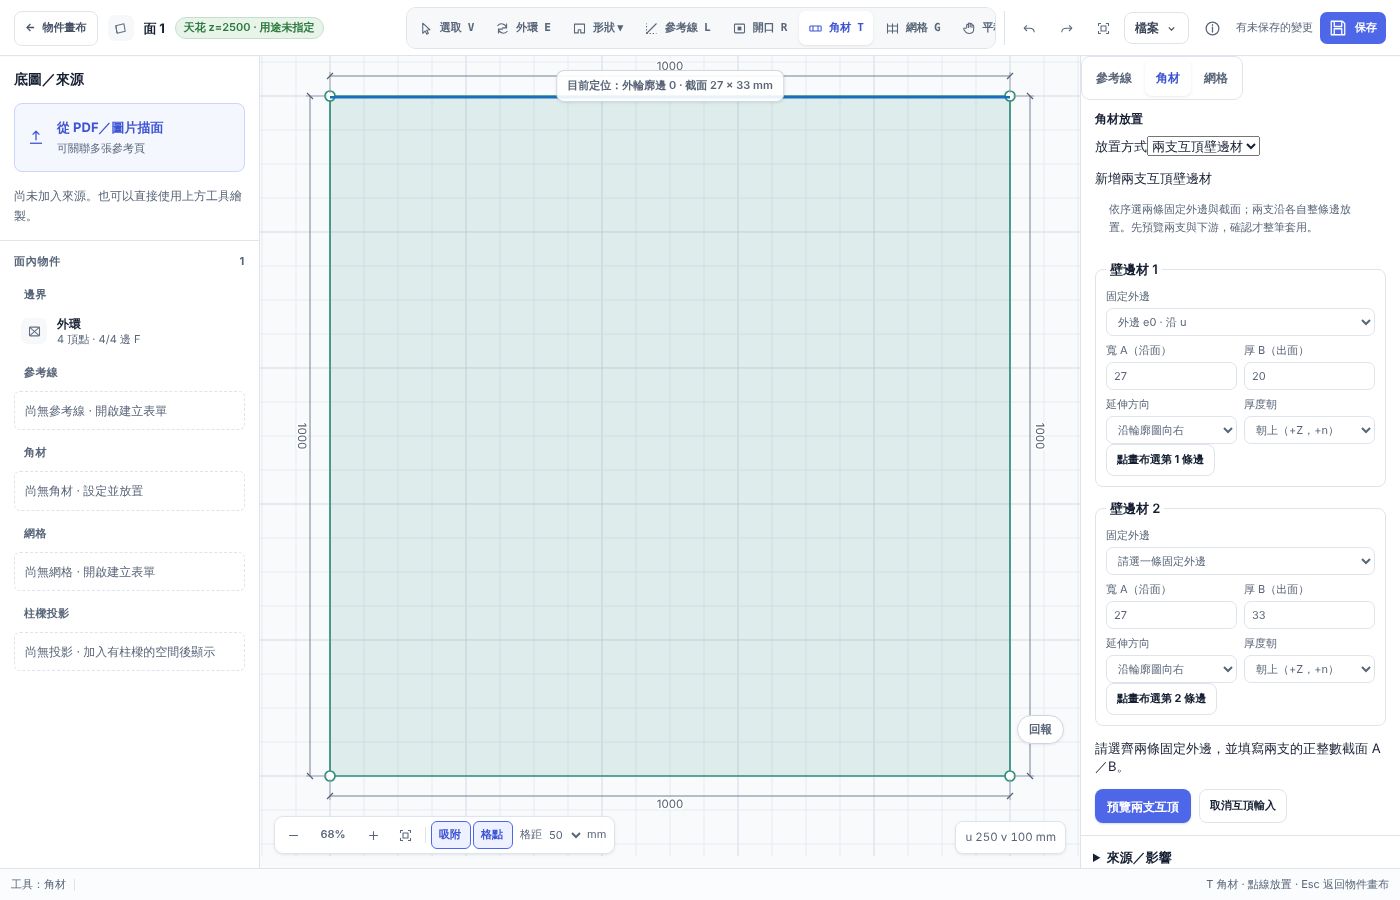 物件畫布
面 1
天花 z=2500 · 用途未指定
選取 V
外環 E
形狀▼
參考線 L
開口 R
角材 T
網格 G
檔案
有未保存的變更
保存
底圖／來源
從 PDF／圖片描面
可關聯多張參考頁
尚未加入來源。也可以直接使用上方工具繪
製。
面內物件
1
邊界
外環
4 頂點 · 4/4 邊 F
參考線
尚無參考線 · 開啟建立表單
角材
尚無角材 · 設定並放置
網格
尚無網格 · 開啟建立表單
柱樑投影
尚無投影 · 加入有柱樑的空間後顯示
1000
目前定位：外輪廓邊 0 · 截面 27 × 33 mm
1000
1000
1000
回報
68%
吸附
格點
格距
50
mm
u 250 v 100 mm
參考線
角材
網格
角材放置
放置方式
兩支互頂壁邊材
新增兩支互頂壁邊材
依序選兩條固定外邊與截面；兩支沿各自整條邊放
置。先預覽兩支與下游，確認才整筆套用。
壁邊材 1
固定外邊
外邊 e0 · 沿 u
寬 A（沿面）
厚 B（出面）
27
20
延伸方向
厚度朝
沿輪廓圖向右
朝上（+Z，+n）
點畫布選第 1 條邊
壁邊材 2
固定外邊
請選一條固定外邊
寬 A（沿面）
厚 B（出面）
27
33
延伸方向
厚度朝
沿輪廓圖向右
朝上（+Z，+n）
點畫布選第 2 條邊
請選齊兩條固定外邊，並填寫兩支的正整數截面 A
／B。
預覽兩支互頂
取消互頂輸入
來源／影響
工具：角材
T 角材 · 點線放置 · Esc 返回物件畫布